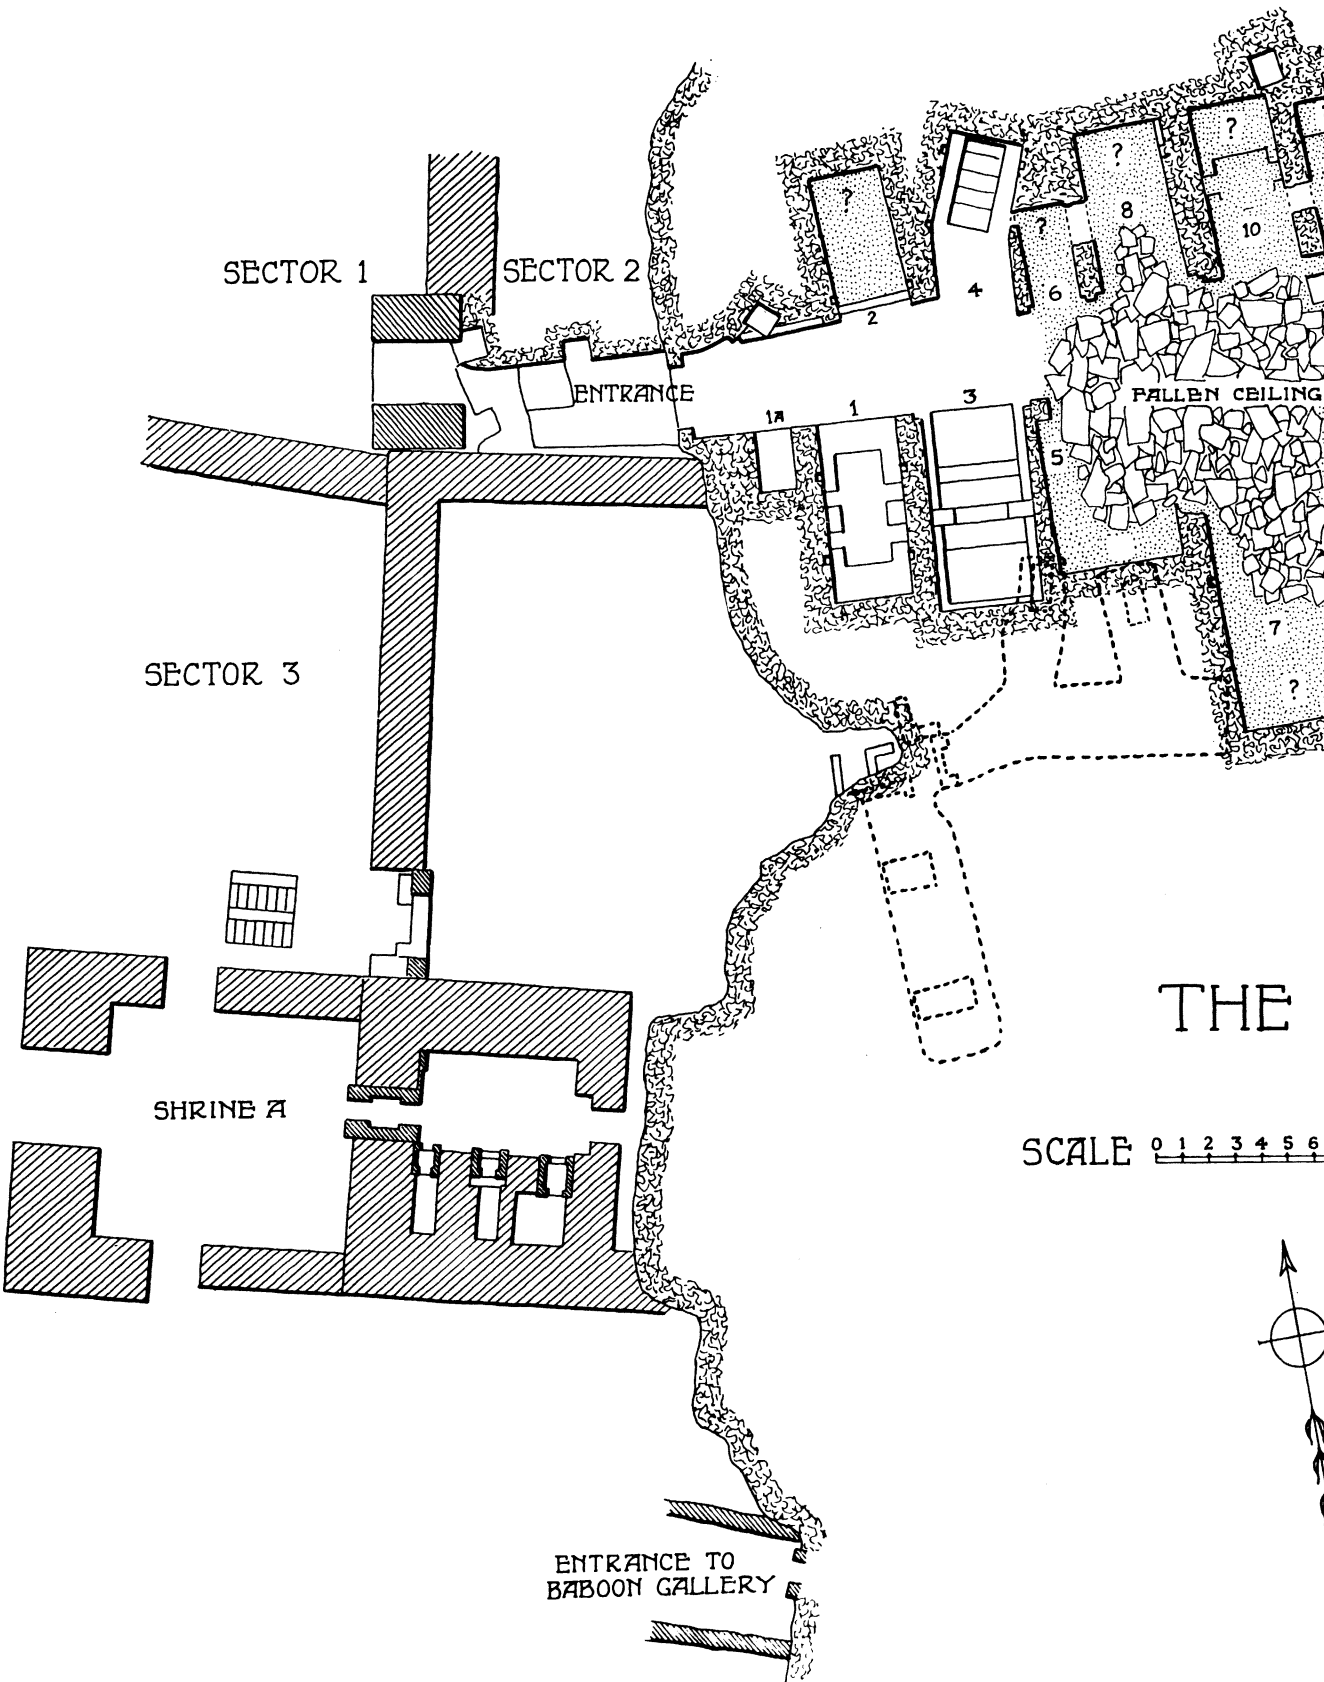 ?
?
?
8
?
10
SECTOR 1
SECTOR 2
4
6
2
ENTRANCE
FALLEN CEILING
1A
1
3
5
7
?
SECTOR 3
THE
SHRINE A
SCALE 0 1 2 3 4 5 6
ENTRANCE TO
BABOON GALLERY